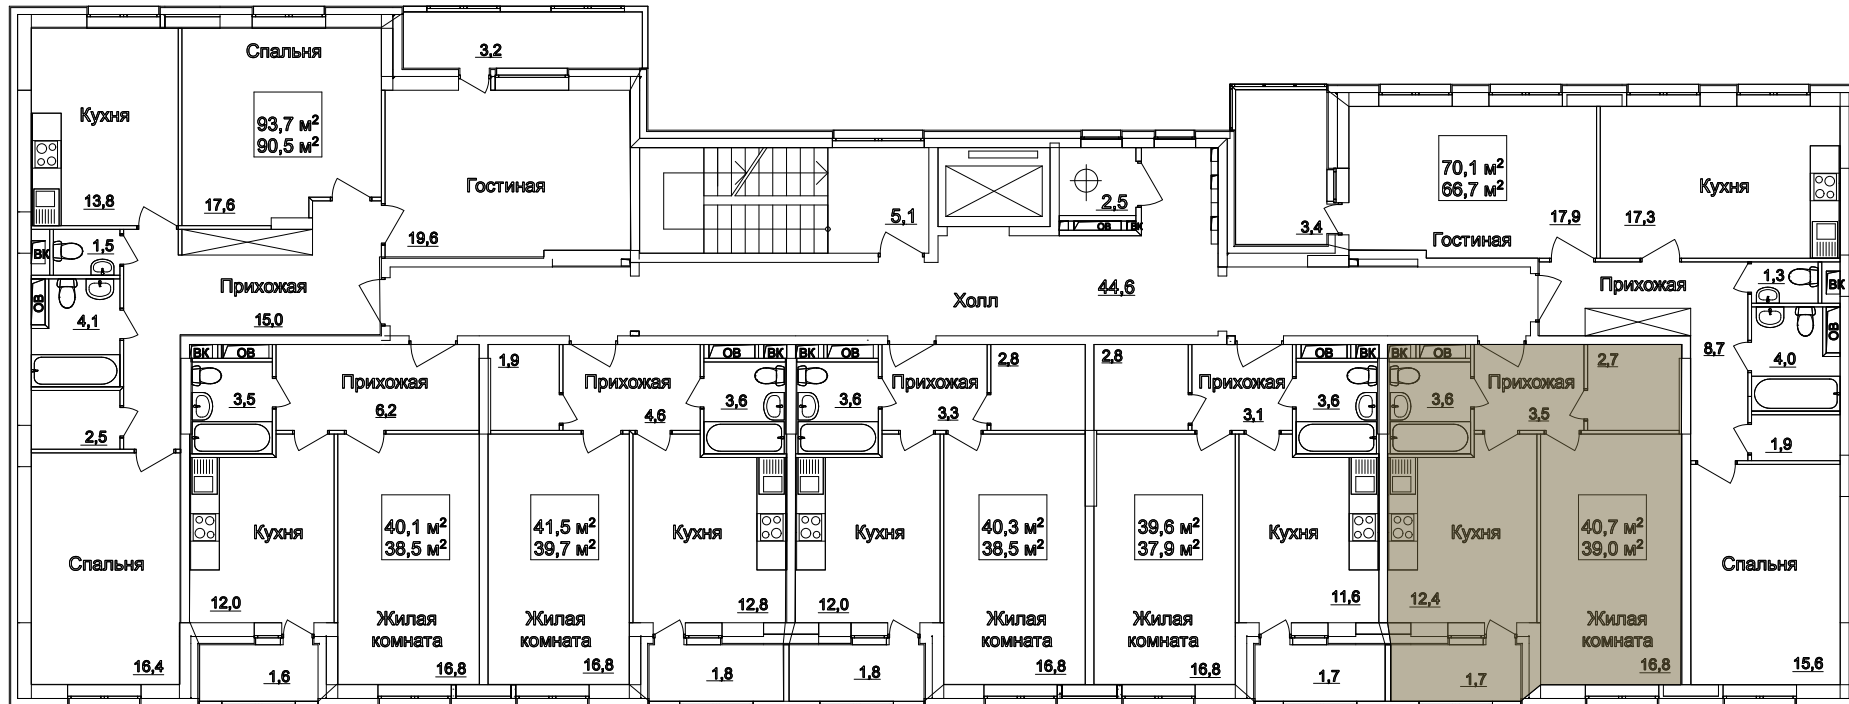 Спальня
3,2
Кухня
93,7 м²
90,5 м²
13,8
17,6
Гостиная
19,6
5,1
2,5
ОВ
ВК
3,4
70,1 м²
66,7 м²
17,9
Гостиная
17,3
Кухня
ВК
1,5
ОВ
4,1
Прихожая
15,0
Холл
44,6
Прихожая
1,3
ВК
ОВ
8,7
4,0
2,5
1,9
ВК
ОВ
3,5
Прихожая
6,2
1,9
Прихожая
4,6
ОВ
ВК
3,6
ВК
ОВ
3,6
Прихожая
3,3
2,8
2,8
Прихожая
3,1
ОВ
ВК
3,6
ВК
ОВ
3,6
Прихожая
3,5
2,7
Спальня
16,4
Кухня
12,0
40,1 м²
38,5 м²
Жилая
комната
16,8
1,6
41,5 м²
39,7 м²
Жилая
комната
16,8
Кухня
12,8
1,8
Кухня
12,0
1,8
40,3 м²
38,5 м²
Жилая
комната
16,8
39,6 м²
37,9 м²
Жилая
комната
16,8
Кухня
11,6
1,7
Кухня
12,4
1,7
40,7 м²
39,0 м²
Жилая
комната
16,8
Спальня
15,6